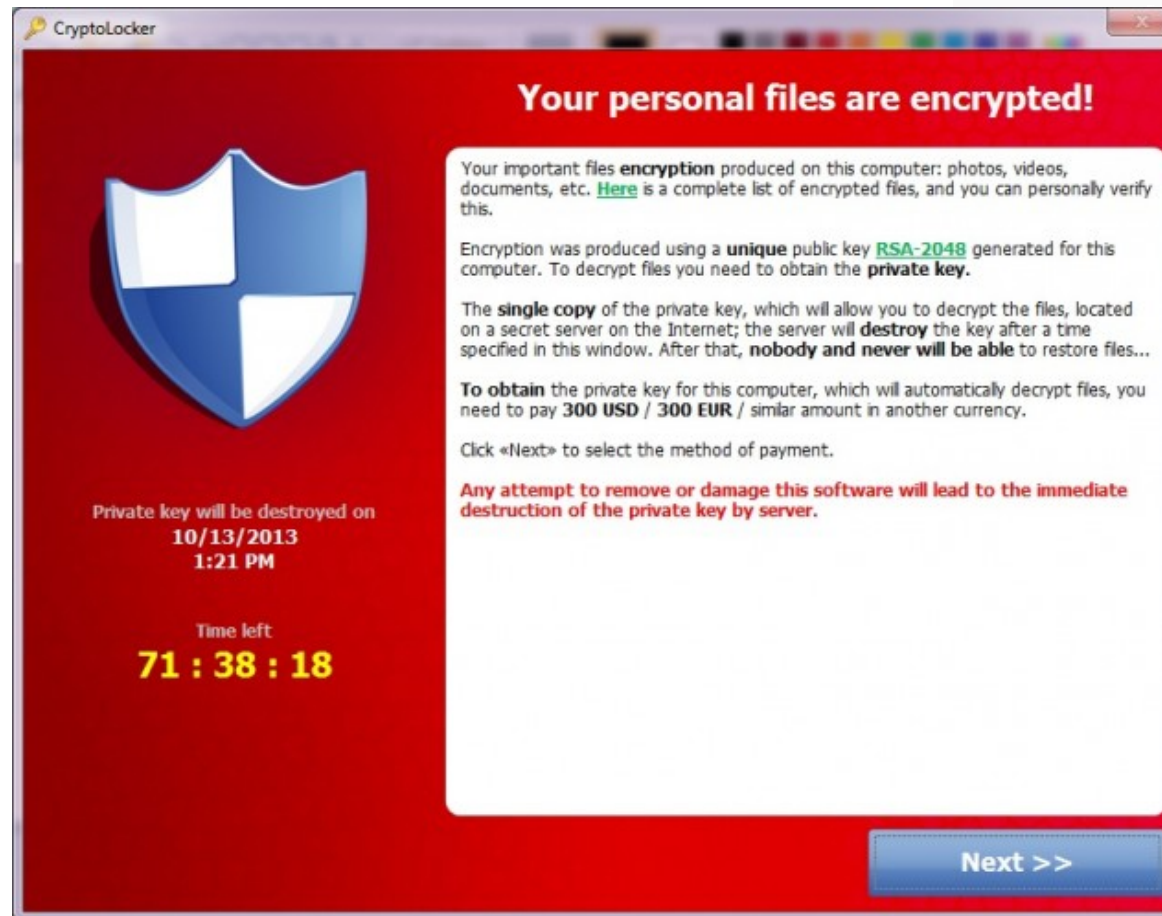 CryptoLocker
Your personal files are encrypted!
Your important files encryption produced on this computer: photos, videos,
documents, etc. Here is a complete list of encrypted files, and you can personally verify
this.
Encryption was produced using a unique public key RSA-2048 generated for this
computer. To decrypt files you need to obtain the private key.
The single copy of the private key, which will allow you to decrypt the files, located
on a secret server on the Internet; the server will destroy the key after a time
specified in this window. After that, nobody and never will be able to restore files...
To obtain the private key for this computer, which will automatically decrypt files, you
need to pay 300 USD / 300 EUR / similar amount in another currency.
Click «Next» to select the method of payment.
Any attempt to remove or damage this software will lead to the immediate
destruction of the private key by server.
Private key will be destroyed on
10/13/2013
1:21 PM
Time left
71 : 38 : 18
Next >>